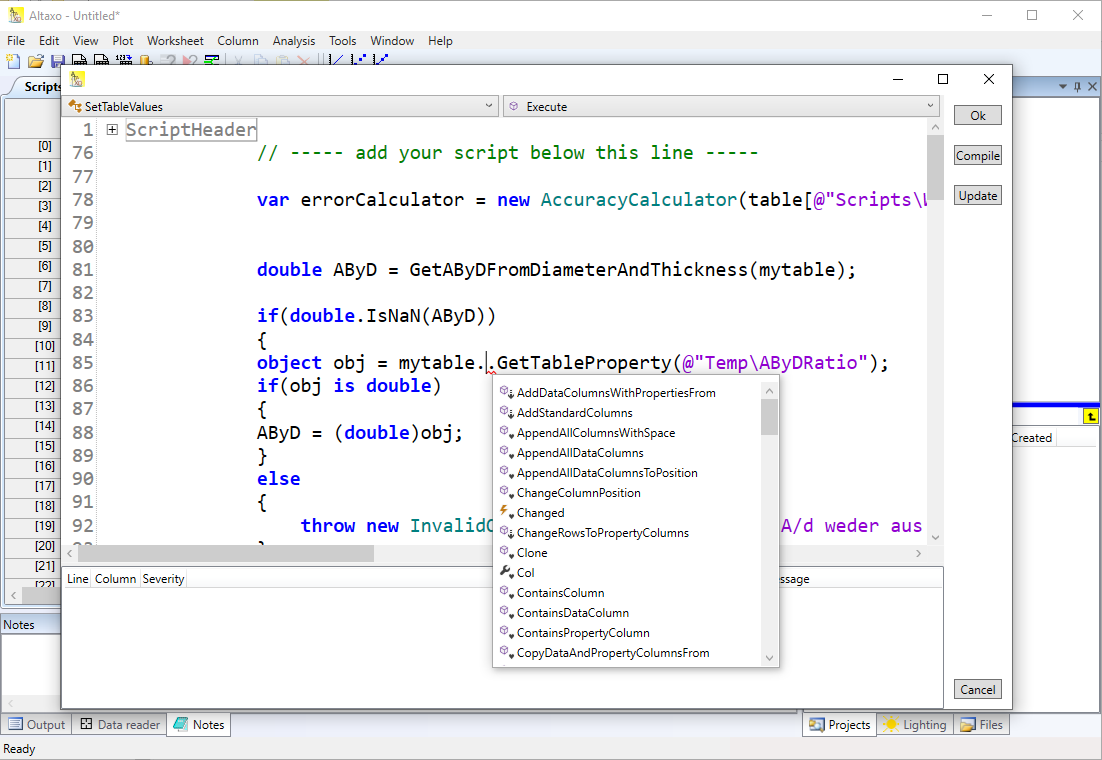 Altaxo - Untitled*
File Edit View Plot Worksheet Column Analysis Tools Window Help
Scripts
SetTableValues
Execute
Ok
Compile
Update
1 ScriptHeader
76 // ----- add your script below this line -----
77
78 var errorCalculator = new AccuracyCalculator(table[@"Scripts\
79
80
81 double AByD = GetAByDFromDiameterAndThickness(mytable);
82
83 if(double.IsNaN(AByD))
84 {
85 object obj = mytable..GetTableProperty(@"Temp\AByDRatio");
86 if(obj is double)
87 {
88 AByD = (double)obj;
89 }
90 else
91 {
92 throw new Invalid A/d weder aus
[0]
[1]
[2]
[3]
[4]
[5]
[6]
[7]
[8]
[9]
[10]
[11]
[12]
[13]
[14]
[15]
[16]
[17]
[18]
[19]
[20]
[21]
[22]
AddDataColumnsWithPropertiesFrom
AddStandardColumns
AppendAllColumnsWithSpace
AppendAllDataColumns
AppendAllDataColumnsToPosition
ChangeColumnPosition
Changed
ChangeRowsToPropertyColumns
Clone
Col
ContainsColumn
ContainsDataColumn
ContainsPropertyColumn
CopyDataAndPropertyColumnsFrom
Created
Line Column Severity
ssage
Notes
Cancel
Output Data reader Notes
Projects Lighting Files
Ready